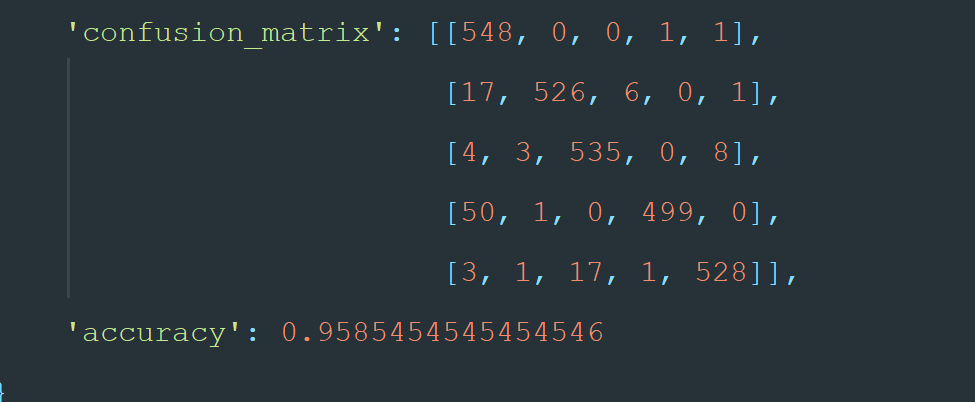 'confusion_matrix': [[548, 0, 0, 1, 1],
[17, 526, 6, 0, 1],
[4, 3, 535, 0, 8],
[50, 1, 0, 499, 0],
[3, 1, 17, 1, 528]],
'accuracy': 0.9585454545454546
}